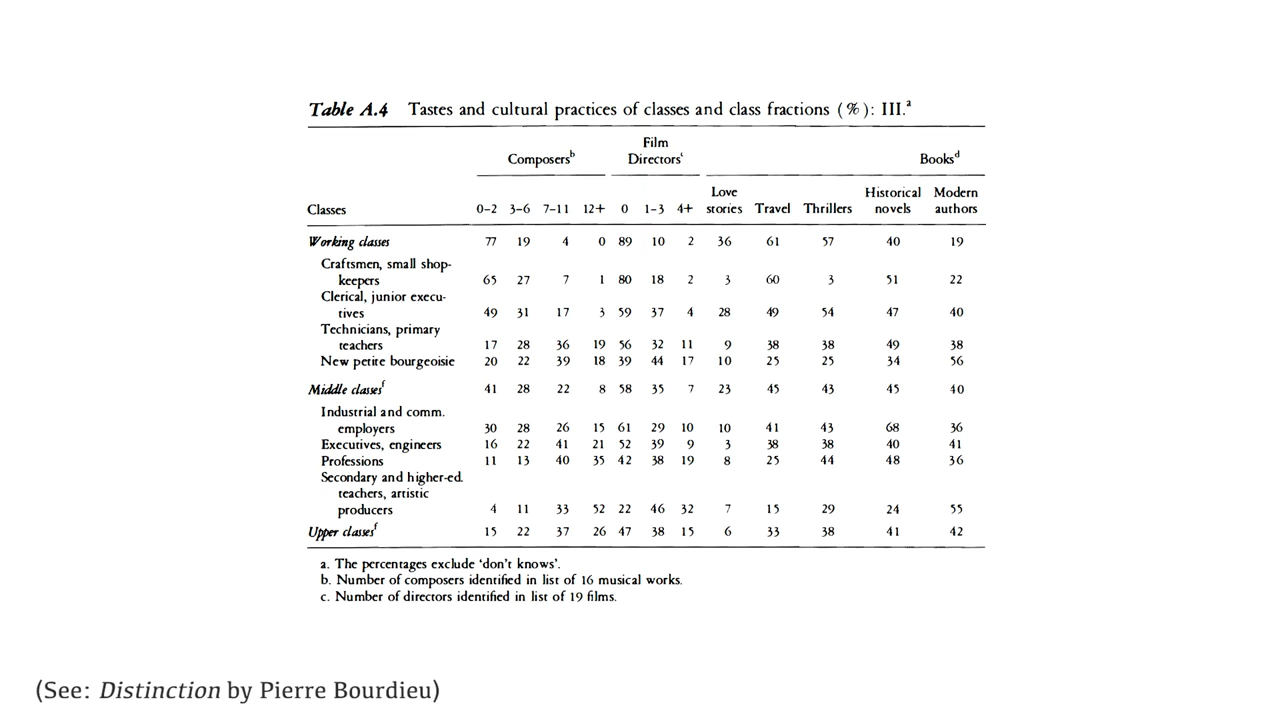 Table A.4 Tastes and cultural practices of classes and class fractions (%): III.a
Film
Composersb Directorsc Booksd
Love Historical Modern
Classes 0–2 3–6 7–11 12+ 0 1–3 4+ stories Travel Thrillers novels authors
Working classes 77 19 4 0 89 10 2 36 61 57 40 19
Craftsmen, small shop-
keepers 65 27 7 1 80 18 2 3 60 3 51 22
Clerical, junior execu-
tives 49 31 17 3 59 37 4 28 49 54 47 40
Technicians, primary
teachers 17 28 36 19 56 32 11 9 38 38 49 38
New petite bourgeoisie 20 22 39 18 39 44 17 10 25 25 34 56
Middle classesf 41 28 22 8 58 35 7 23 45 43 45 40
Industrial and comm.
employers 30 28 26 15 61 29 10 10 41 43 68 36
Executives, engineers 16 22 41 21 52 39 9 3 38 38 40 41
Professions 11 13 40 35 42 38 19 8 25 44 48 36
Secondary and higher-ed.
teachers, artistic
producers 4 11 33 52 22 46 32 7 15 29 24 55
Upper classesf 15 22 37 26 47 38 15 6 33 38 41 42
a. The percentages exclude ‘don’t knows’.
b. Number of composers identified in list of 16 musical works.
c. Number of directors identified in list of 19 films.
(See: Distinction by Pierre Bourdieu)